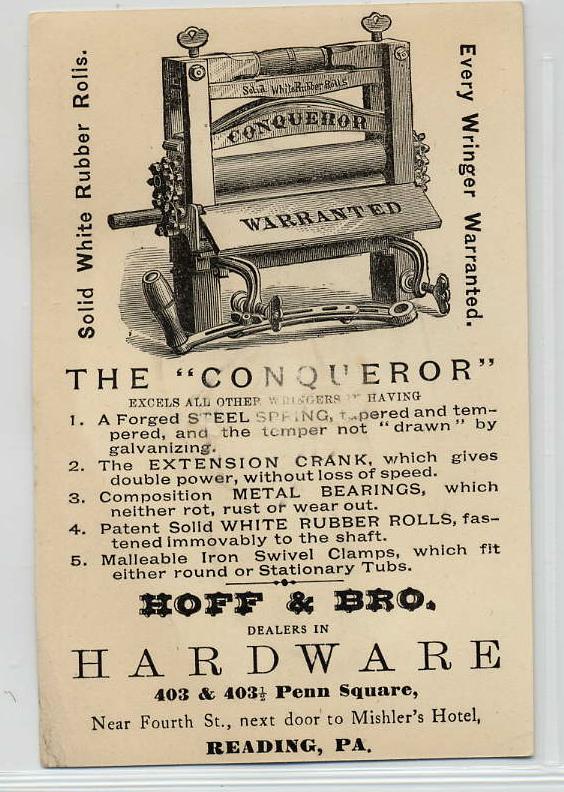 Solid White Rubber Rolls.
Every Wringer Warranted.
Solid White Rubber Rolls
CONQUEROR
WARRANTED
THE "CONQUEROR"
EXCELS ALL OTHER WRINGERS IN HAVING
1. A Forged STEEL SPRING, tapered and tem-
pered, and the temper not "drawn" by
galvanizing.
2. The EXTENSION CRANK, which gives
double power, without loss of speed.
3. Composition METAL BEARINGS, which
neither rot, rust or wear out.
4. Patent Solid WHITE RUBBER ROLLS, fas-
tened immovably to the shaft.
5. Malleable Iron Swivel Clamps, which fit
either round or Stationary Tubs.
HOFF & BRO.
DEALERS IN
HARDWARE
403 & 403½ Penn Square,
Near Fourth St., next door to Mishler's Hotel,
READING, PA.